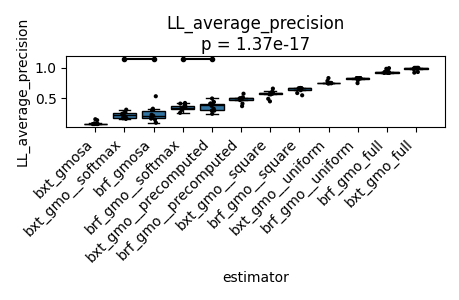 LL_average_precision
p = 1.37e-17
LL_average_precision
1.0
0.5
bxt_gmosa
bxt_gmo__softmax
brf_gmosa
brf_gmo__softmax
bxt_gmo__precomputed
brf_gmo__precomputed
bxt_gmo__square
brf_gmo__square
bxt_gmo__uniform
brf_gmo__uniform
brf_gmo_full
bxt_gmo_full
estimator